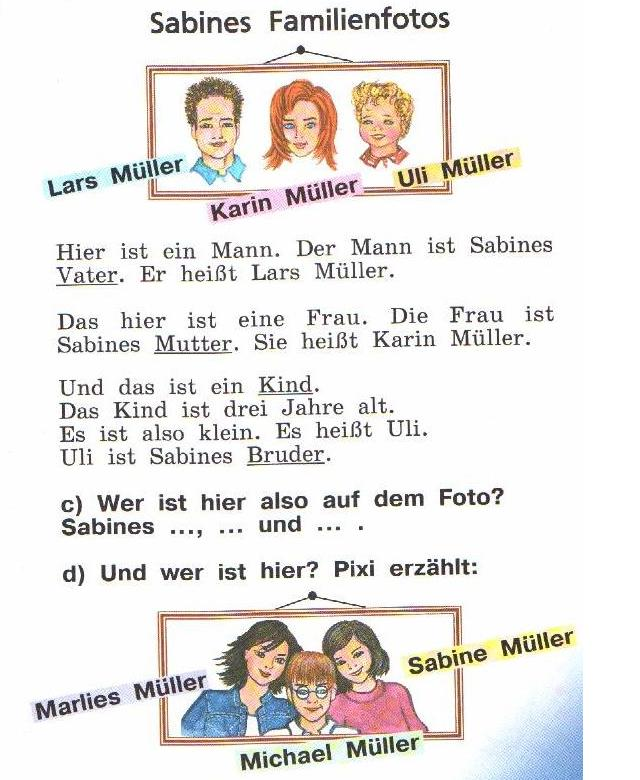 Sabines Familienfotos
Lars Müller
Karin Müller
Uli Müller
Hier ist ein Mann. Der Mann ist Sabines
Vater. Er heißt Lars Müller.
Das hier ist eine Frau. Die Frau ist
Sabines Mutter. Sie heißt Karin Müller.
Und das ist ein Kind.
Das Kind ist drei Jahre alt.
Es ist also klein. Es heißt Uli.
Uli ist Sabines Bruder.
c) Wer ist hier also auf dem Foto?
Sabines ..., ... und ... .
d) Und wer ist hier? Pixi erzählt:
Marlies Müller
Michael Müller
Sabine Müller